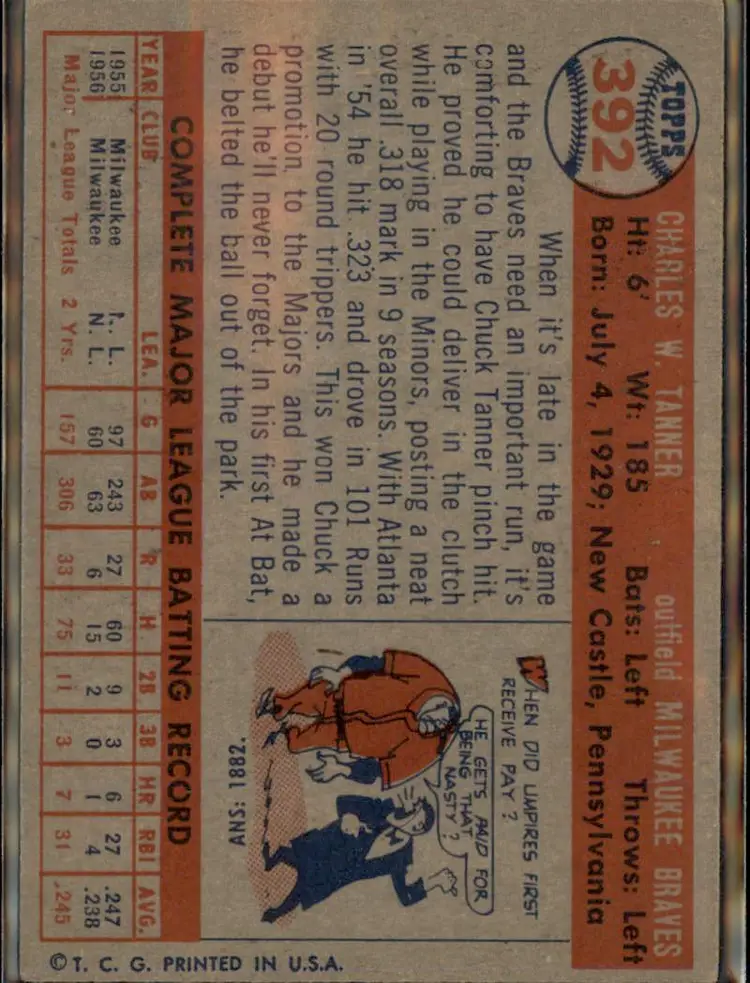 TOPPS
392
CHARLES W. TANNER outfield MILWAUKEE BRAVES
Ht: 6' Wt: 185 Bats: Left Throws: Left
Born: July 4, 1929; New Castle, Pennsylvania
When it's late in the game
and the Braves need an important run, it's
comforting to have Chuck Tanner pinch hit.
He proved he could deliver in the clutch
while playing in the Minors, posting a neat
overall .318 mark in 9 seasons. With Atlanta
in '54 he hit .323 and drove in 101 Runs
with 20 round trippers. This won Chuck a
promotion, to the Majors and he made a
debut he'll never forget. In his first At Bat,
he belted the ball out of the park.
WHEN DID UMPIRES FIRST
RECEIVE PAY?
HE GETS PAID FOR
BEING THAT
NASTY?
ANS: 1882.
COMPLETE MAJOR LEAGUE BATTING RECORD
YEAR CLUB LEA. G AB R H 2B 3B HR RBI AVG.
1955 Milwaukee N. L. 97 243 27 60 9 3 6 27 .247
1956 Milwaukee N. L. 60 63 6 15 2 0 1 4 .238
Major League Totals 2 Yrs. 157 306 33 75 11 3 7 31 .245
© T. C. G. PRINTED IN U.S.A.